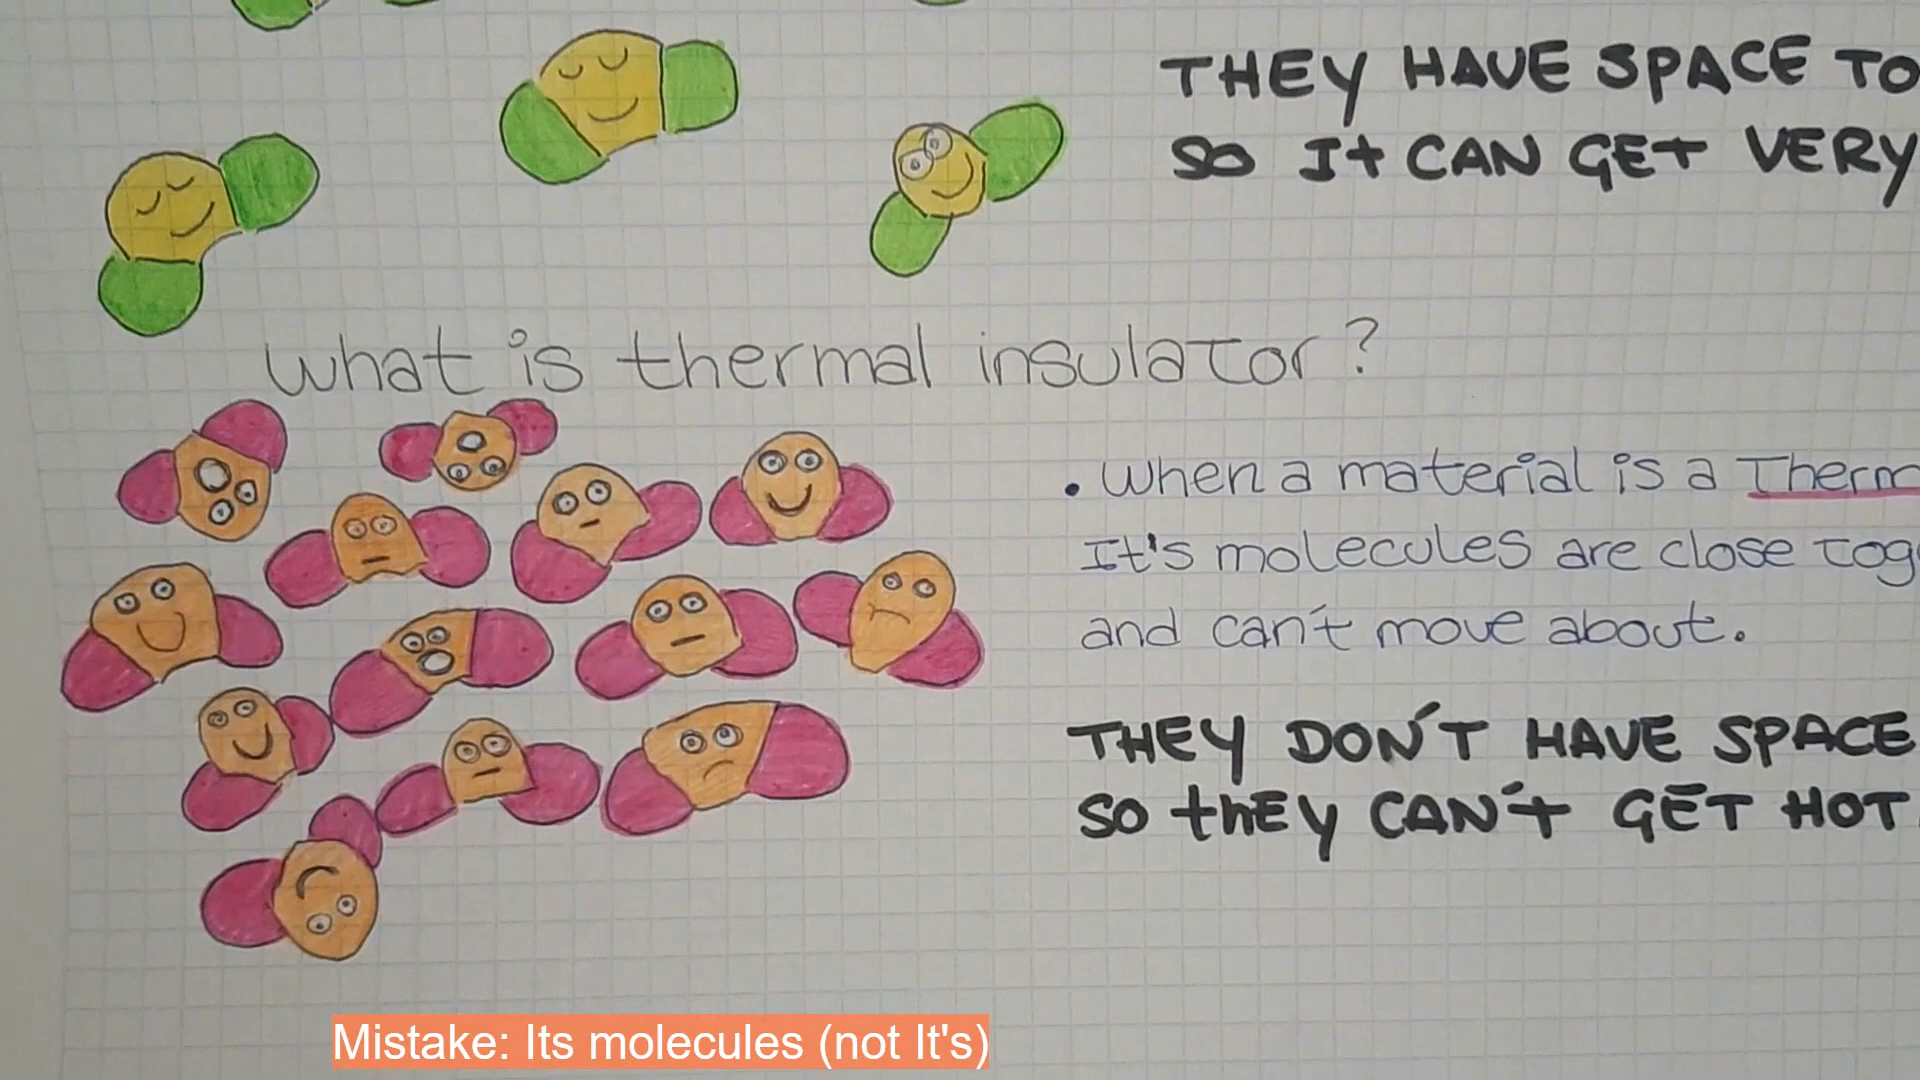 THEY HAVE SPACE TO
SO It CAN GET VERY
What is thermal insulator?
. When a material is a
It's molecules are close
and can't move about.
THEY DON'T HAVE SPACE
SO thEY CAN'T GET HOT
Mistake: Its molecules (not It's)